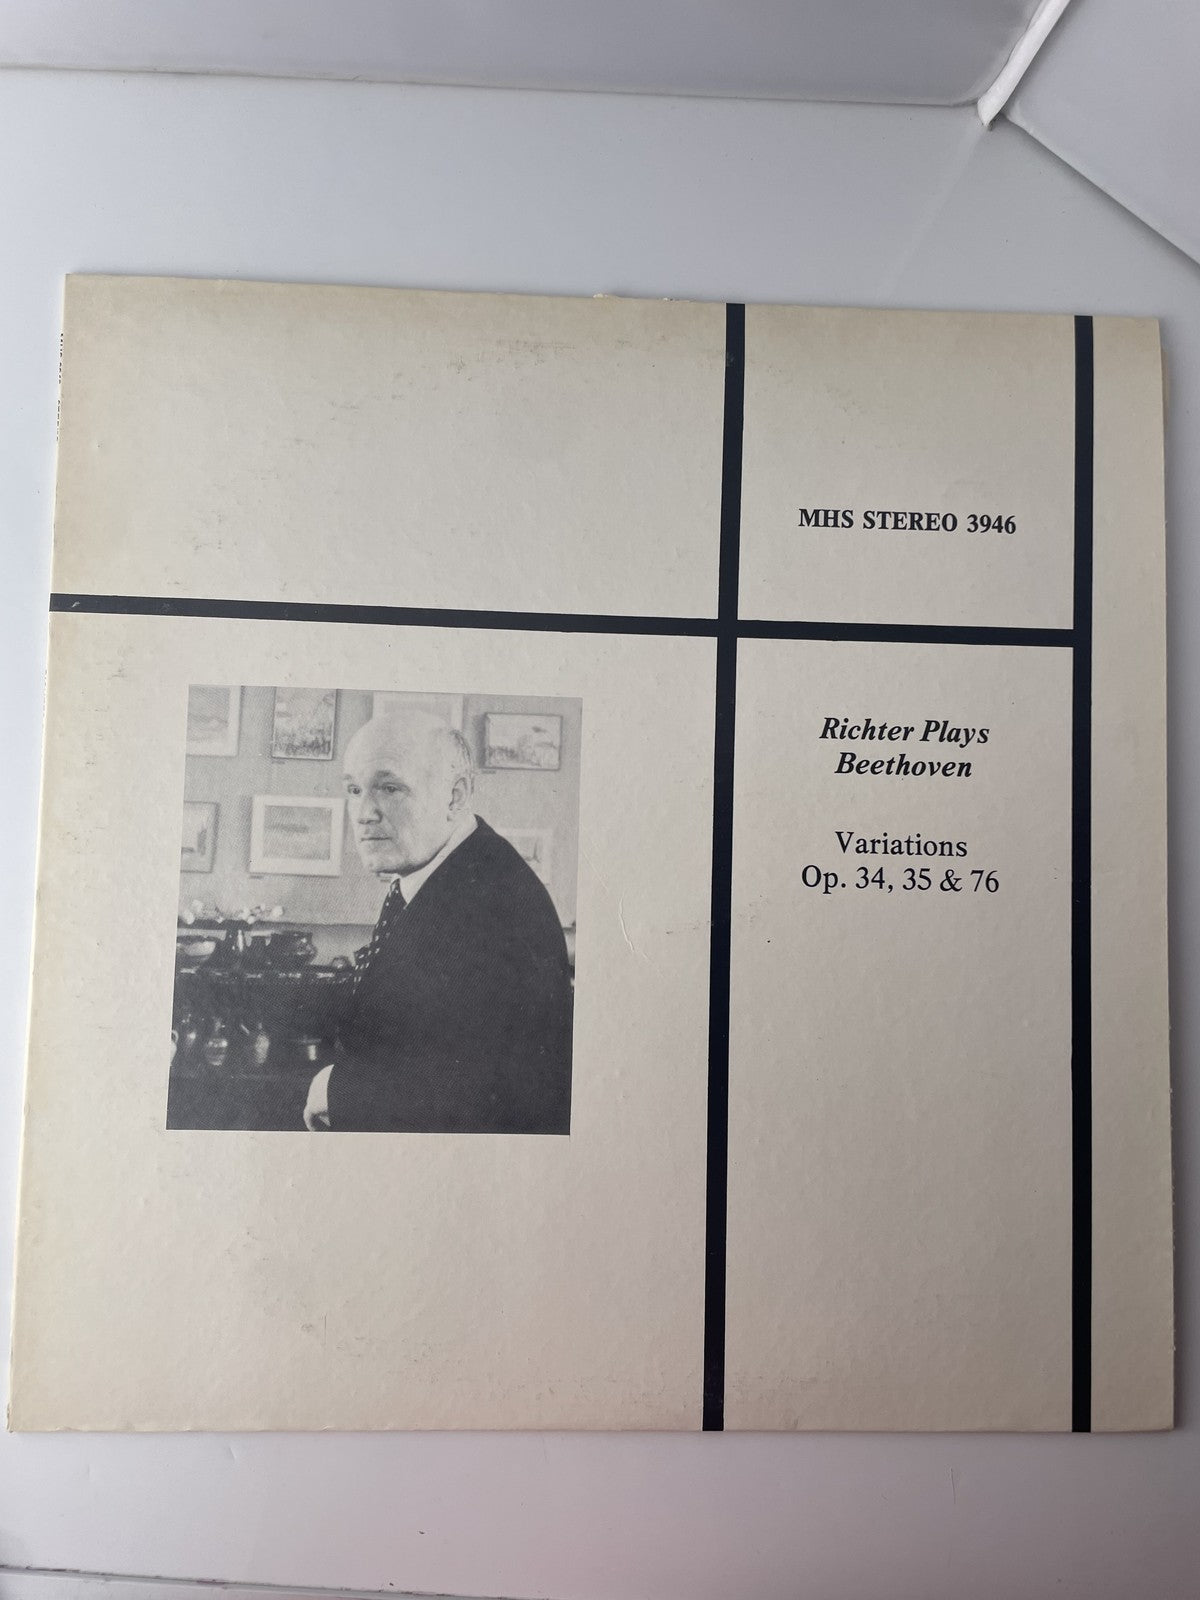 MHS STEREO 3946
Richter Plays
Beethoven
Variations
Op. 34, 35 & 76